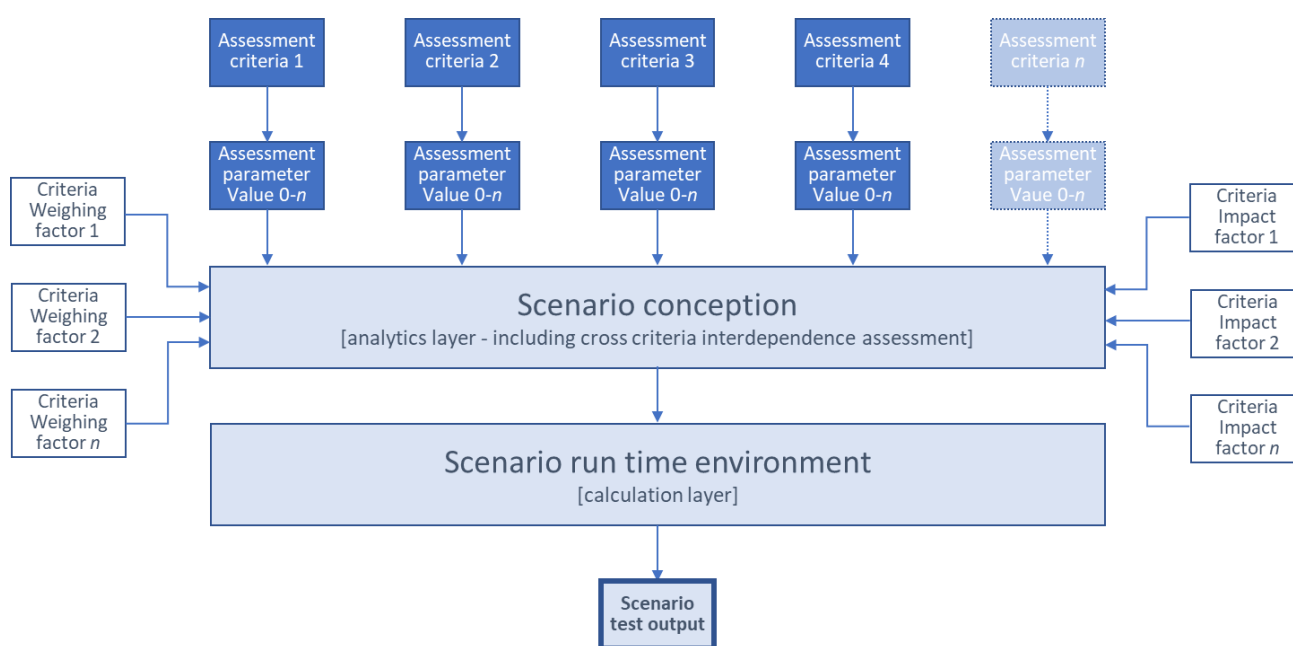 Assessment
criteria 1
Assessment
criteria 2
Assessment
criteria 3
Assessment
criteria 4
Assessment
criteria n
Assessment
parameter
Value 0-n
Assessment
parameter
Value 0-n
Assessment
parameter
Value 0-n
Assessment
parameter
Value 0-n
Assessment
parameter
Vaue 0-n
Criteria
Weighing
factor 1
Criteria
Weighing
factor 2
Criteria
Weighing
factor n
Scenario conception
[analytics layer - including cross criteria interdependence assessment]
Criteria
Impact
factor 1
Criteria
Impact
factor 2
Criteria
Impact
factor n
Scenario run time environment
[calculation layer]
Scenario
test output